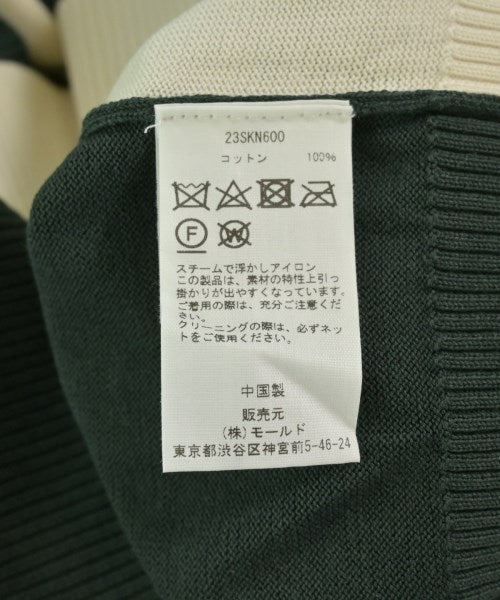 23SKN600
コットン 100%
F W
スチームで浮かしアイロン
この製品は、素材の特性上引っ
掛かりが出やすくなっています。
ご着用の際は、充分ご注意くださ
い。
クリーニングの際は、必ずネッ
トをご使用ください。
中国製
販売元
(株)モールド
東京都渋谷区神宮前5-46-24